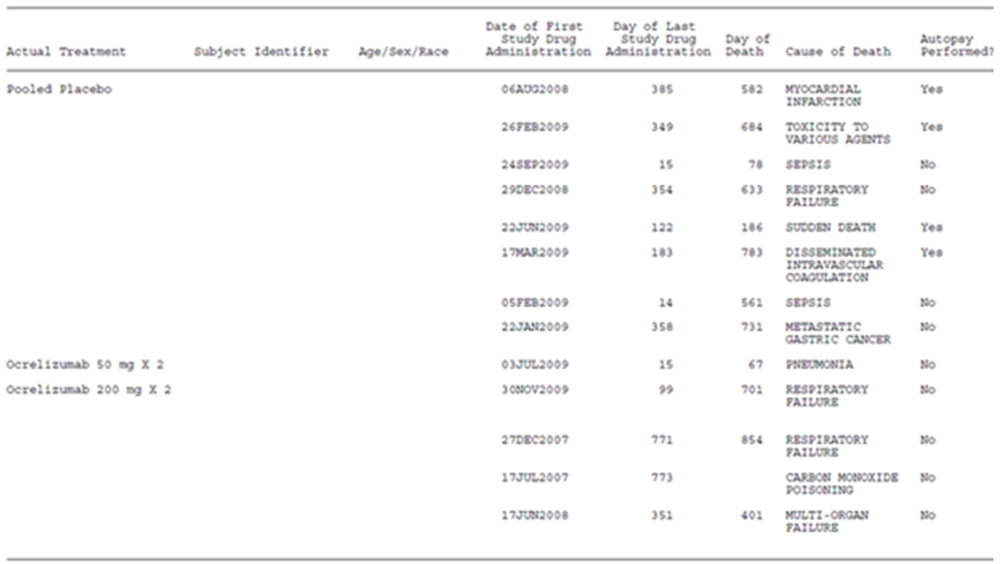 Date of First Day of Last
Study Drug Study Drug Day of Autopsy
Actual Treatment Subject Identifier Age/Sex/Race Administration Administration Death Cause of Death Performed?
Pooled Placebo 06AUG2008 385 582 MYOCARDIAL Yes
INFARCTION
26FEB2009 349 684 TOXICITY TO Yes
VARIOUS AGENTS
24SEP2009 15 78 SEPSIS No
29DEC2008 354 633 RESPIRATORY No
FAILURE
22JUN2009 122 186 SUDDEN DEATH Yes
17MAR2009 183 783 DISSEMINATED Yes
INTRAVASCULAR
COAGULATION
05FEB2009 14 561 SEPSIS No
22JAN2009 358 731 METASTATIC No
GASTRIC CANCER
Ocrelizumab 50 mg X 2 03JUL2009 15 67 PNEUMONIA No
Ocrelizumab 200 mg X 2 30NOV2009 99 701 RESPIRATORY No
FAILURE
27DEC2007 771 854 RESPIRATORY No
FAILURE
17JUL2007 773 CARBON MONOXIDE No
POISONING
17JUN2008 351 401 MULTI-ORGAN No
FAILURE